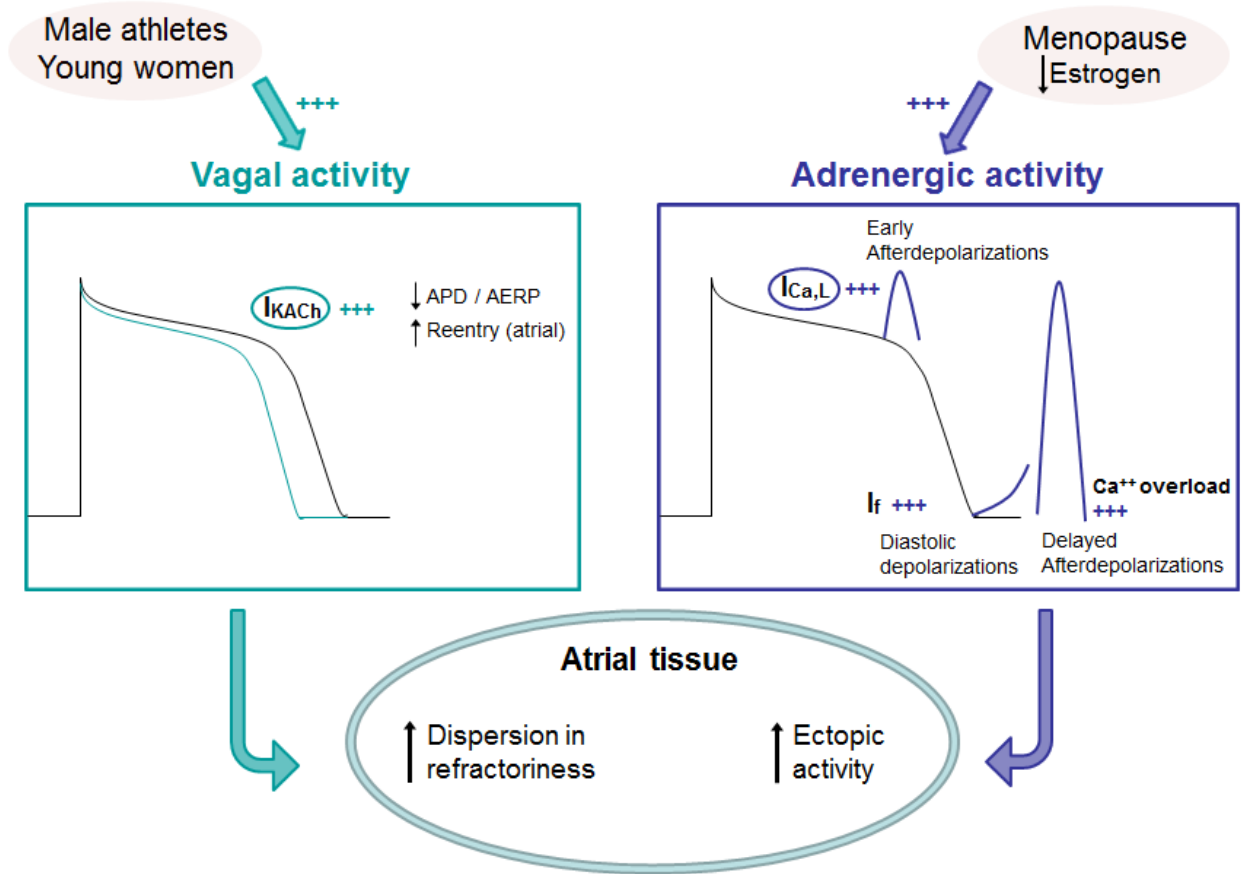 Male athletes
Young women
+++
Menopause
↓Estrogen
+++
Vagal activity
Adrenergic activity
IKACh +++
↓ APD / AERP
↑ Reentry (atrial)
Early
Afterdepolarizations
ICa,L +++
If +++
Diastolic
depolarizations
Ca++ overload
+++
Delayed
Afterdepolarizations
Atrial tissue
↑ Dispersion in
refractoriness
↑ Ectopic
activity